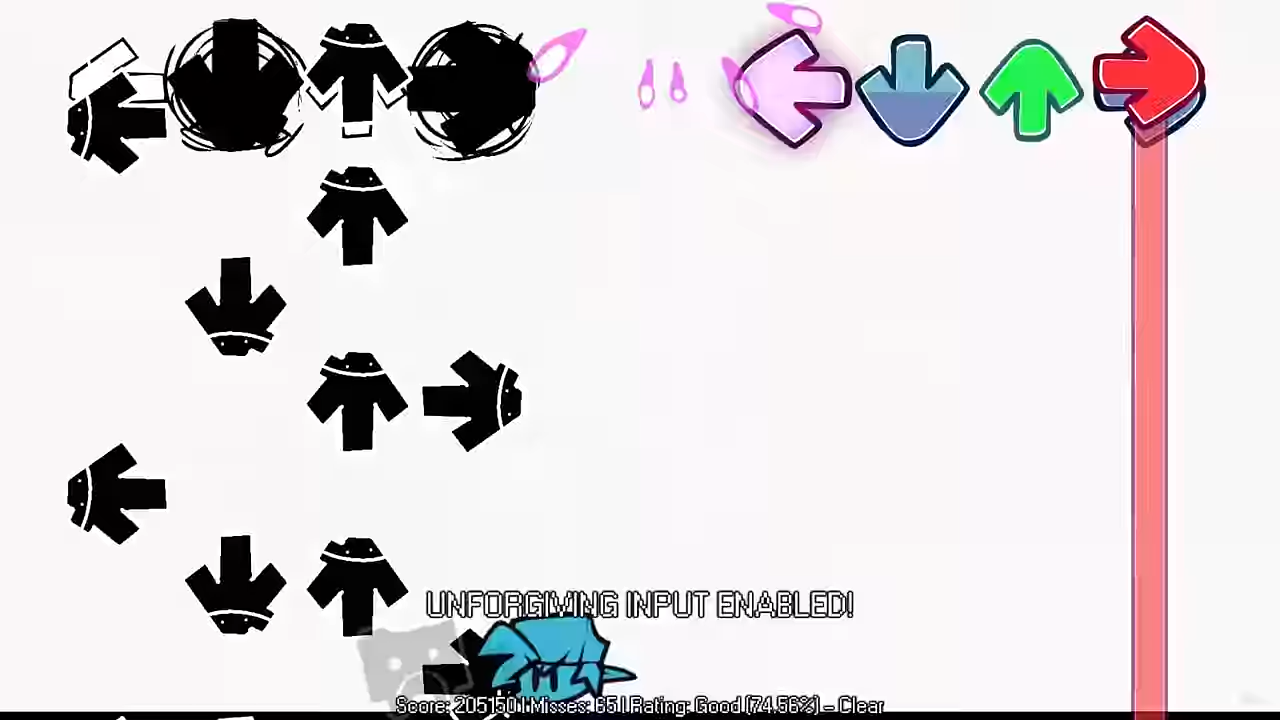 UNFORGIVING INPUT ENABLED!
Score: 205150 | Misses: 65 | Rating: Good (74.56%) - Clear